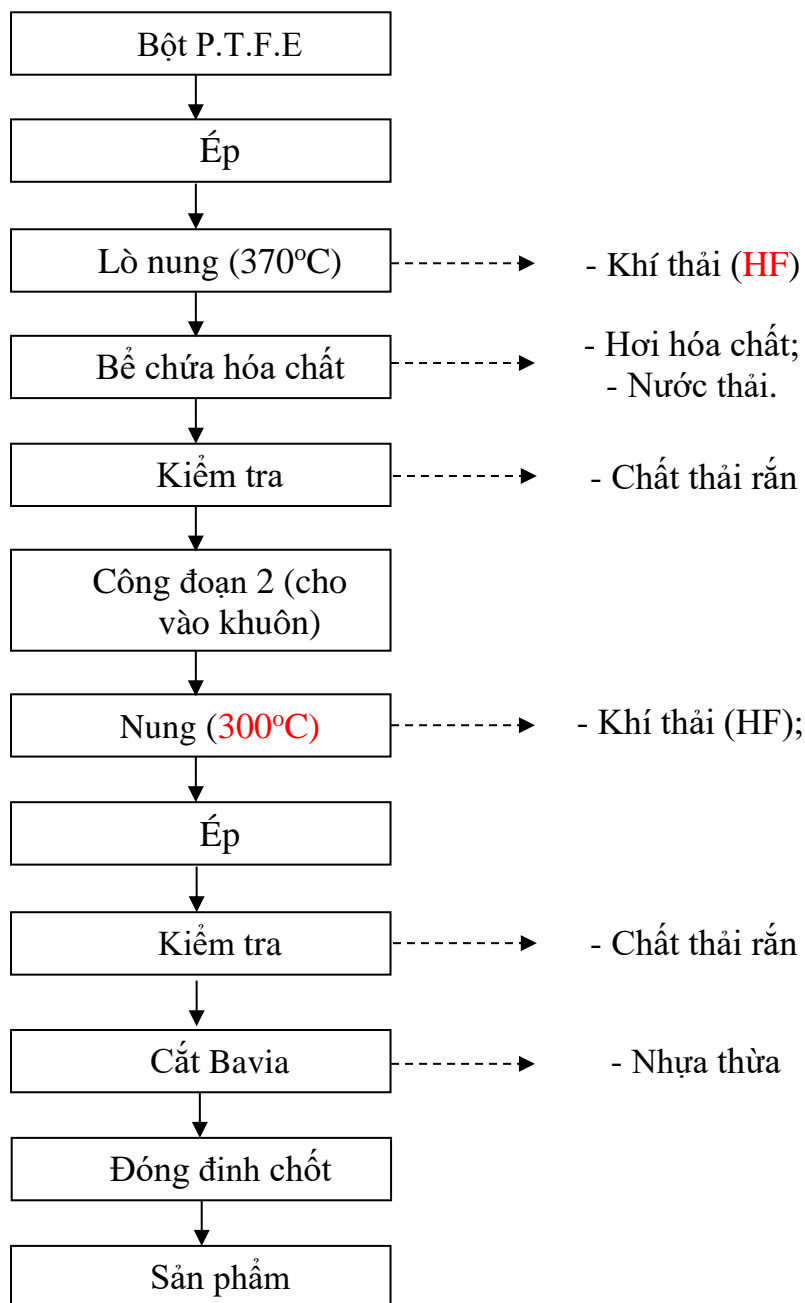 Bột P.T.F.E
Ép
Lò nung (370°C)
- Khí thải (HF)
Bể chứa hóa chất
- Hơi hóa chất;
- Nước thải.
Kiểm tra
- Chất thải rắn
Công đoạn 2 (cho
vào khuôn)
Nung (300°C)
- Khí thải (HF);
Ép
Kiểm tra
- Chất thải rắn
Cắt Bavia
- Nhựa thừa
Đóng đinh chốt
Sản phẩm